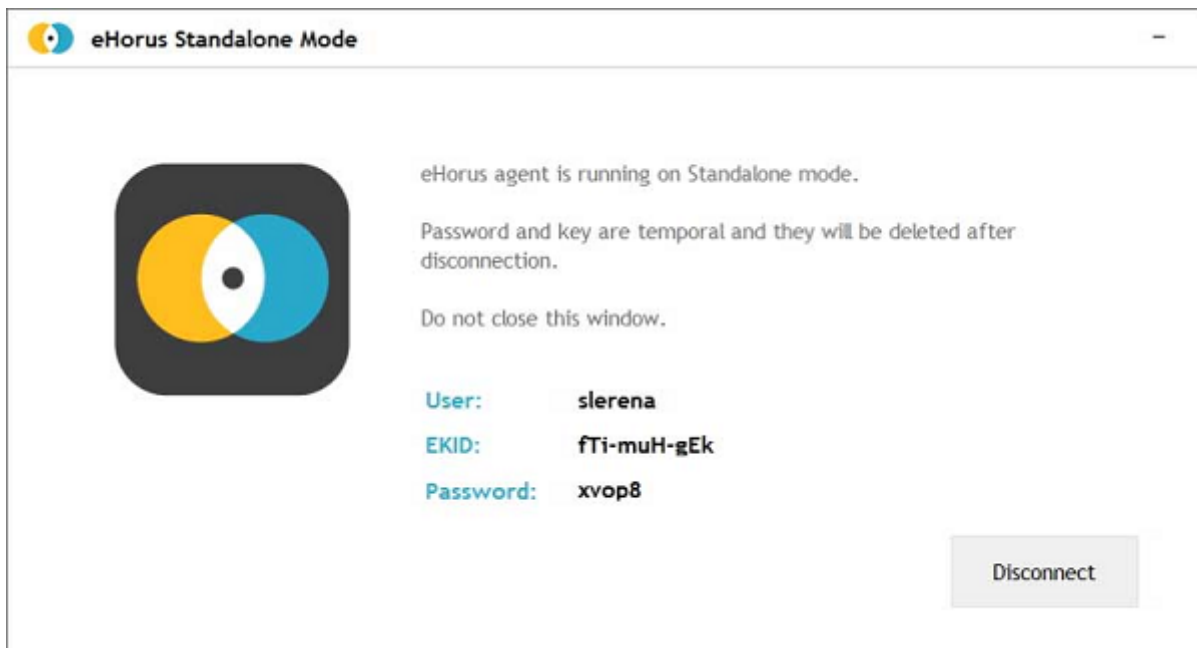 eHorus Standalone Mode
eHorus agent is running on Standalone mode.
Password and key are temporal and they will be deleted after
disconnection.
Do not close this window.
User: slerena
EKID: fTi-muH-gEk
Password: xvop8
Disconnect